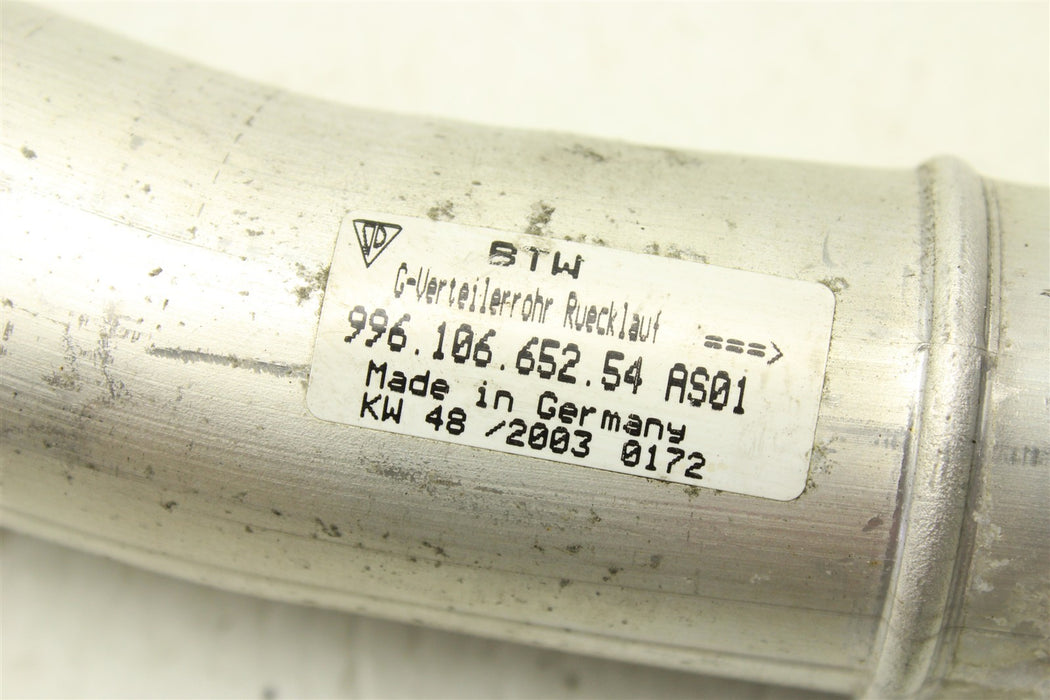 BTW
G-Verteilerrohr Ruecklauf
===>
996.106.652.54 AS01
Made in Germany
KW 48 /2003 0172